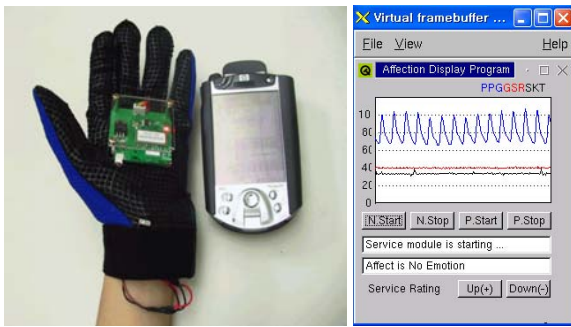 Virtual framebuffer ...
File View Help
Affection Display Program
PPGGSRSKT
10
80
60
40
20
0
N.Start N.Stop P.Start P.Stop
Service module is starting ...
Affect is No Emotion
Service Rating Up(+) Down(-)